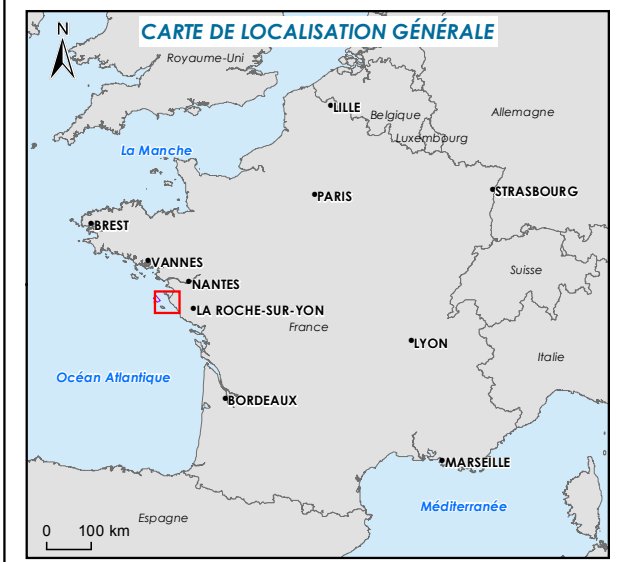 CARTE DE LOCALISATION GÉNÉRALE
N
Royaume-Uni
LILLE
Belgique
Allemagne
Luxembourg
La Manche
PARIS
STRASBOURG
BREST
VANNES
Suisse
NANTES
LA ROCHE-SUR-YON
France
LYON
Italie
Océan Atlantique
BORDEAUX
MARSEILLE
Méditerranée
Espagne
0 100 km